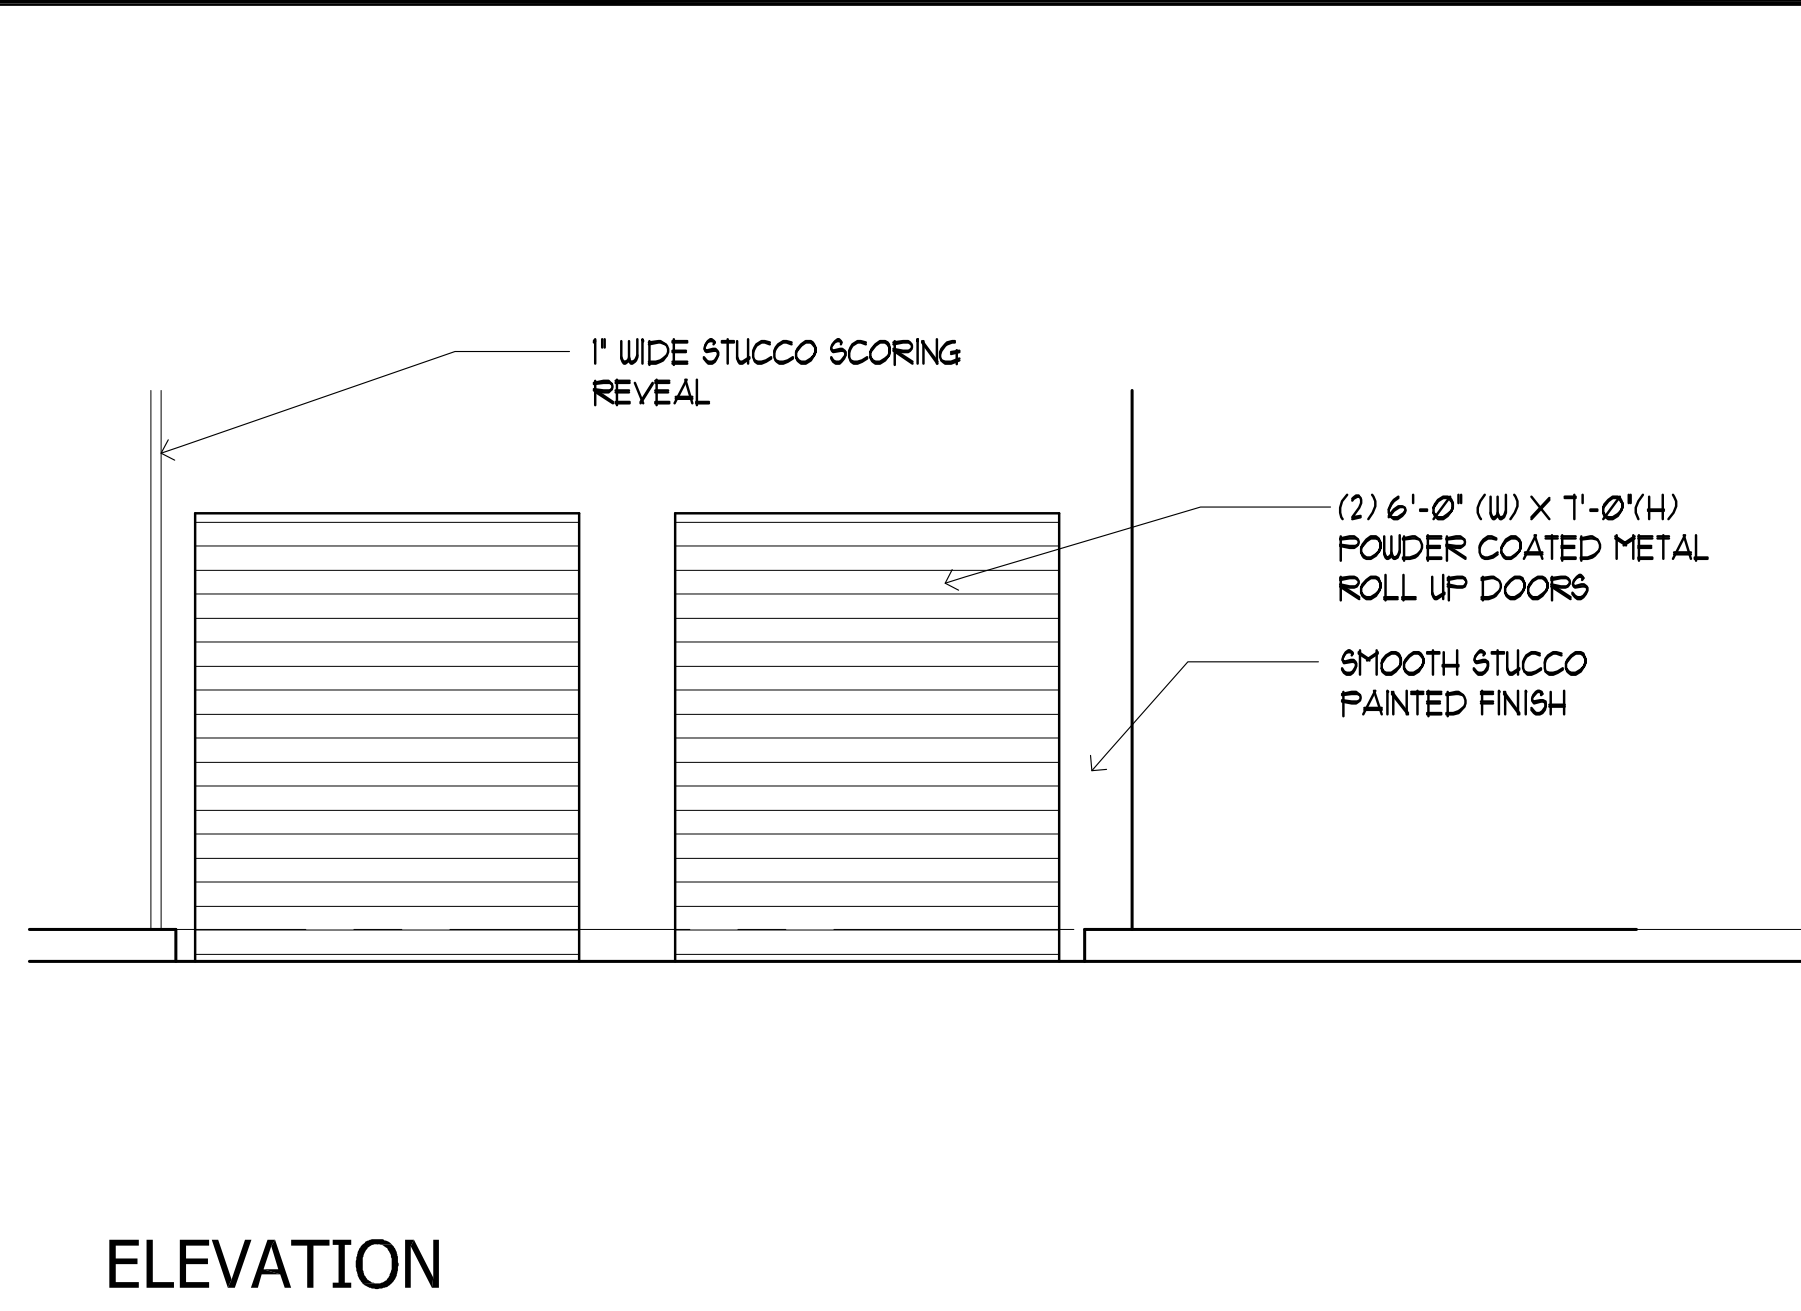 1" WIDE STUCCO SCORING
REVEAL
(2) 6'-0" (W) X 7'-0"(H)
POWDER COATED METAL
ROLL UP DOORS
SMOOTH STUCCO
PAINTED FINISH
ELEVATION